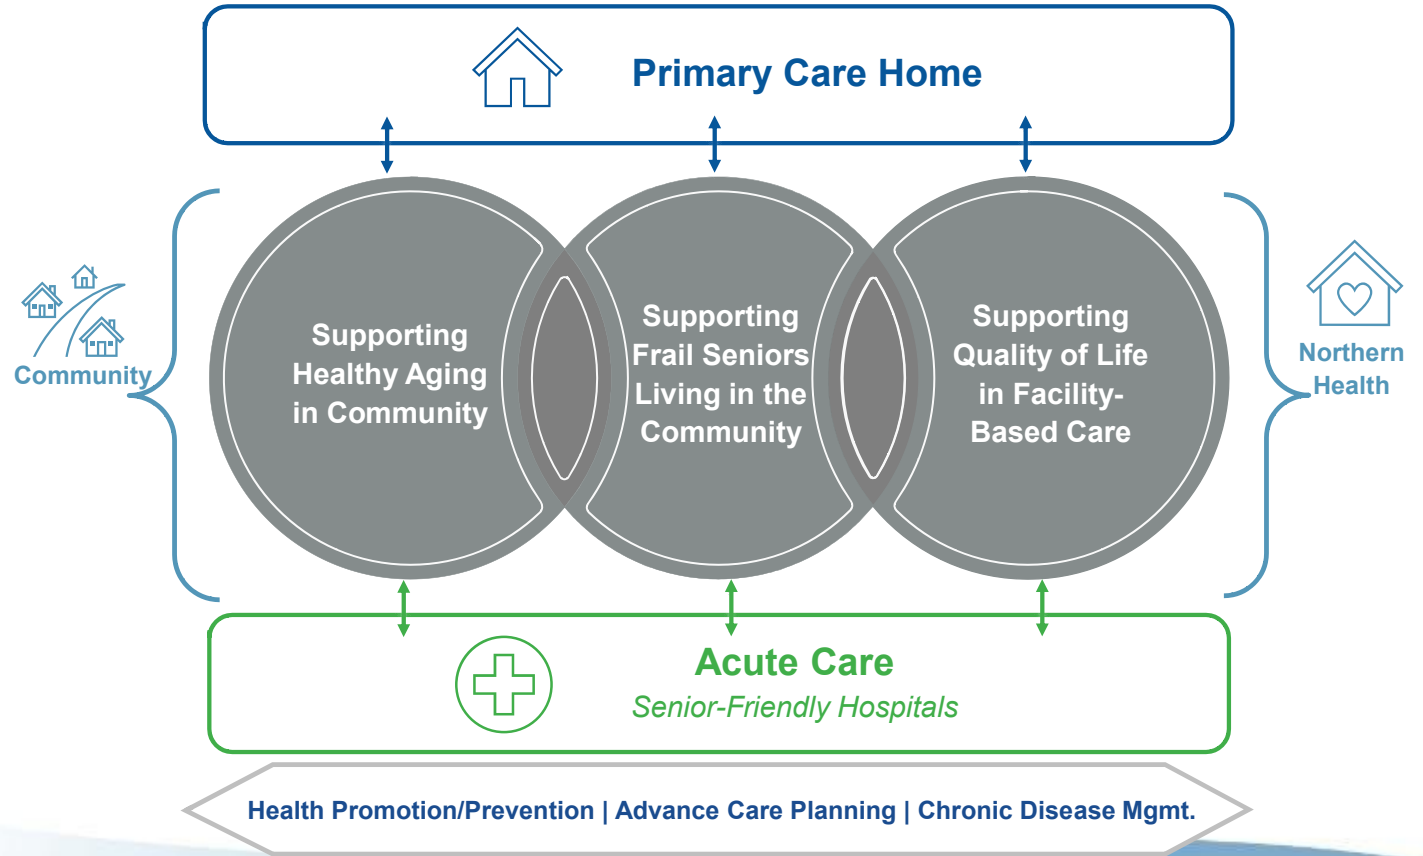 Primary Care Home
Community
Supporting
Healthy Aging
in Community
Supporting
Frail Seniors
Living in the
Community
Supporting
Quality of Life
in Facility-
Based Care
Northern
Health
Acute Care
Senior-Friendly Hospitals
Health Promotion/Prevention | Advance Care Planning | Chronic Disease Mgmt.